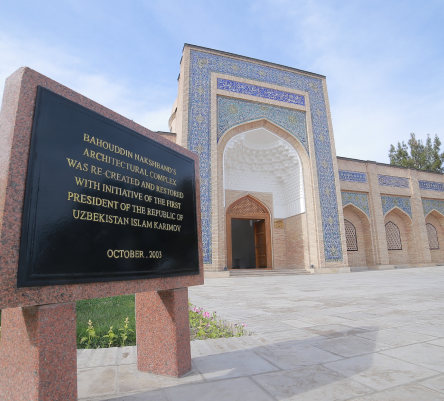 BAHOUDDIN NAKSHBAND'S
ARCHITECTURAL COMPLEX
WAS RE-CREATED AND RESTORED
WITH INITIATIVE OF THE FIRST
PRESIDENT OF THE REPUBLIC OF
UZBEKISTAN ISLAM KARIMOV
OCTOBER . 2003